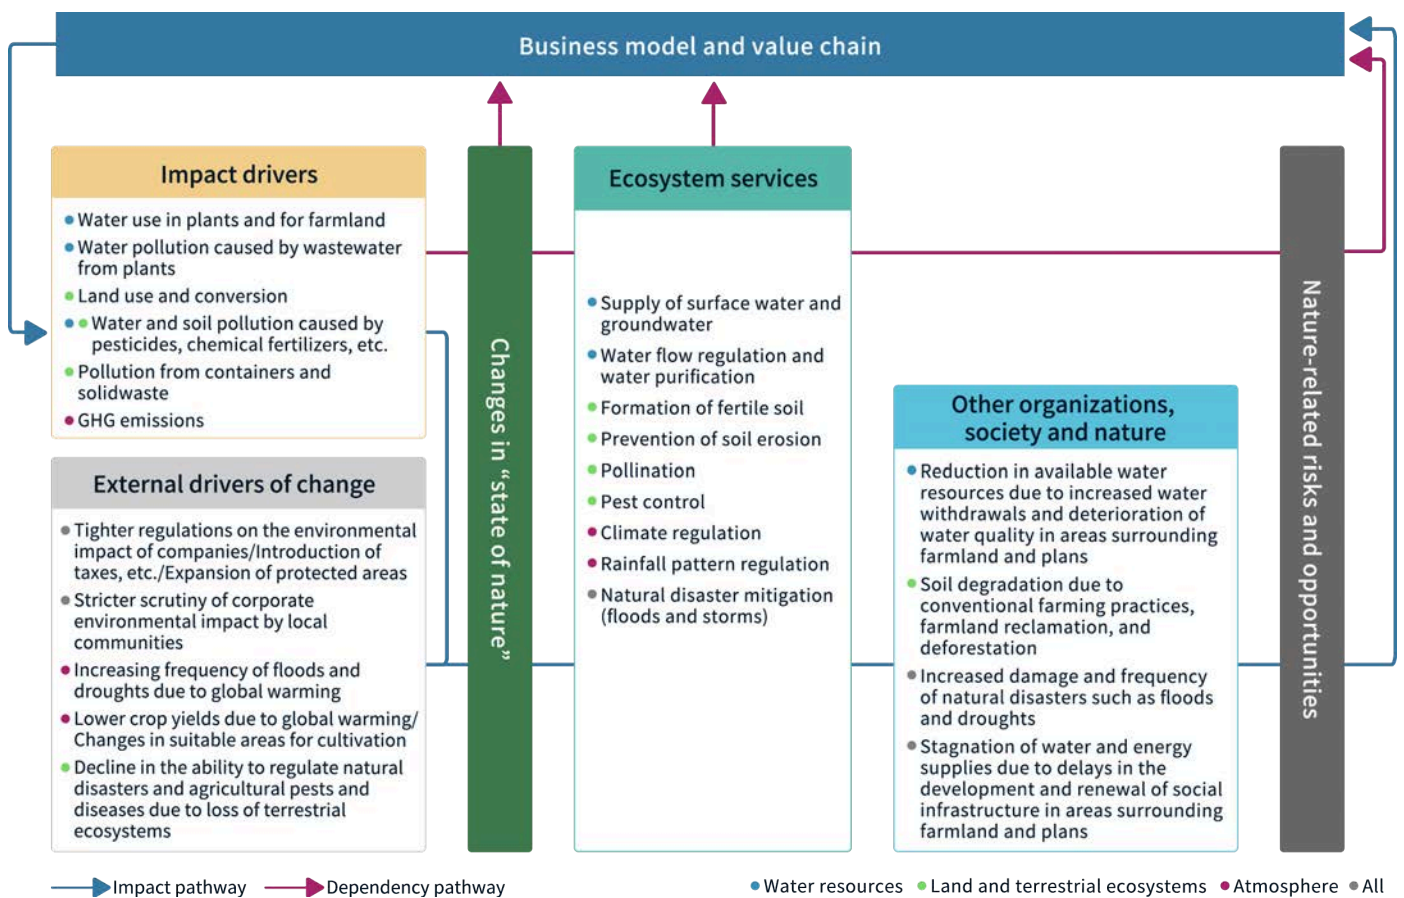 Business model and value chain
Impact drivers
Water use in plants and for farmland
Water pollution caused by wastewater
from plants
Land use and conversion
Water and soil pollution caused by
pesticides, chemical fertilizers, etc.
Pollution from containers and
solidwaste
GHG emissions
External drivers of change
Tighter regulations on the environmental
impact of companies/Introduction of
taxes, etc./Expansion of protected areas
Stricter scrutiny of corporate
environmental impact by local
communities
Increasing frequency of floods and
droughts due to global warming
Lower crop yields due to global warming/
Changes in suitable areas for cultivation
Decline in the ability to regulate natural
disasters and agricultural pests and
diseases due to loss of terrestrial
ecosystems
Changes in “state of nature”
Ecosystem services
Supply of surface water and
groundwater
Water flow regulation and
water purification
Formation of fertile soil
Prevention of soil erosion
Pollination
Pest control
Climate regulation
Rainfall pattern regulation
Natural disaster mitigation
(floods and storms)
Other organizations,
society and nature
Reduction in available water
resources due to increased water
withdrawals and deterioration of
water quality in areas surrounding
farmland and plans
Soil degradation due to
conventional farming practices,
farmland reclamation, and
deforestation
Increased damage and frequency
of natural disasters such as floods
and droughts
Stagnation of water and energy
supplies due to delays in the
development and renewal of social
infrastructure in areas surrounding
farmland and plans
Nature-related risks and opportunities
Impact pathway
Dependency pathway
Water resources
Land and terrestrial ecosystems
Atmosphere
All